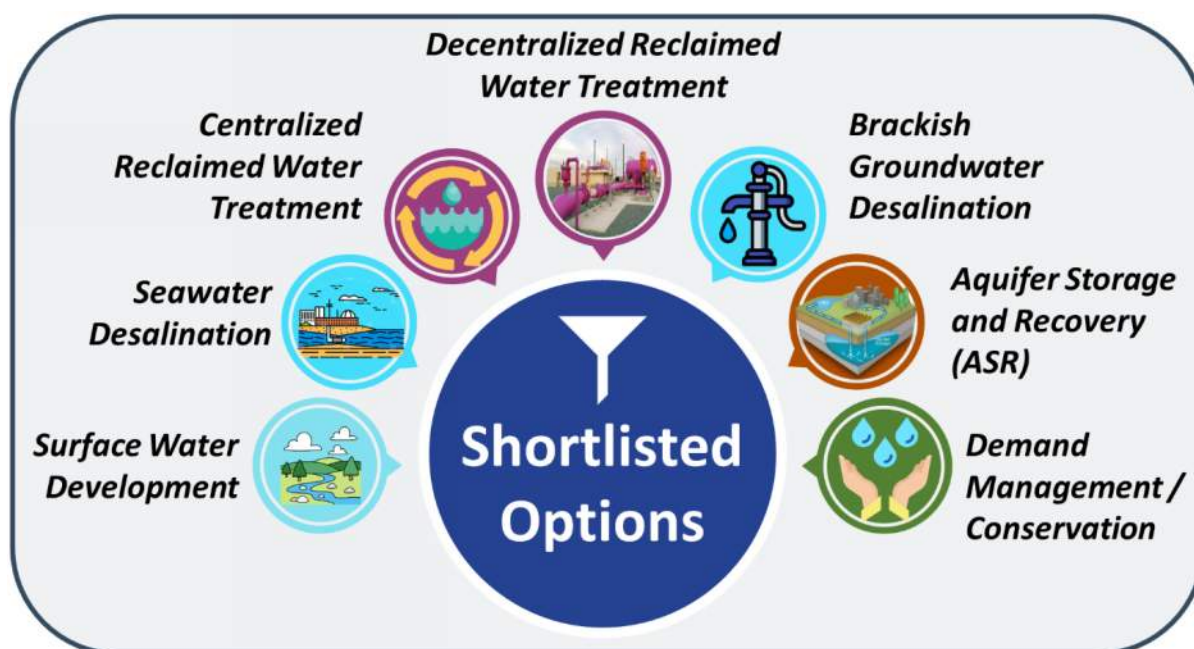 Decentralized Reclaimed
Water Treatment
Centralized
Reclaimed Water
Treatment
Brackish
Groundwater
Desalination
Seawater
Desalination
Aquifer Storage
and Recovery
(ASR)
Surface Water
Development
Demand
Management /
Conservation
Shortlisted
Options